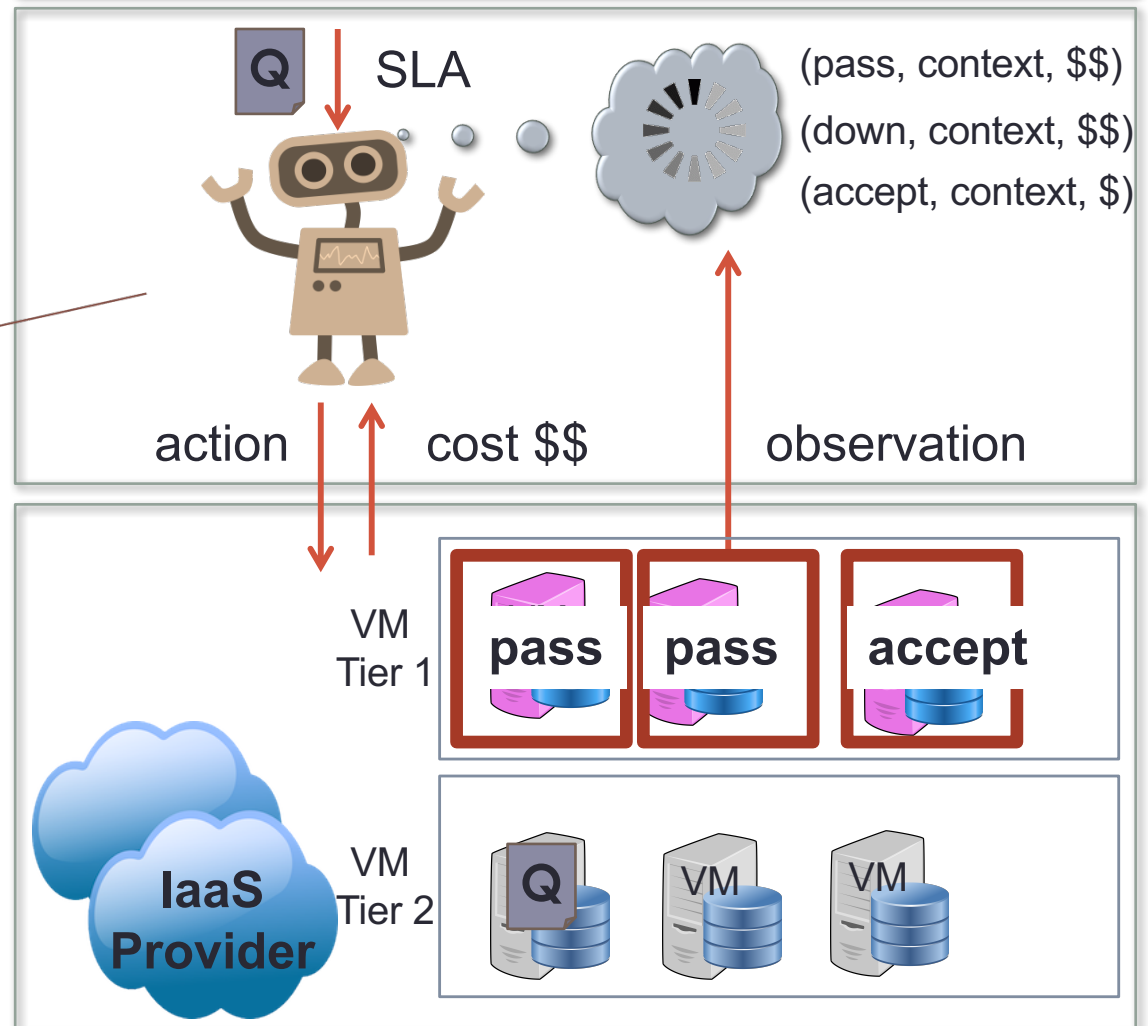 Q
SLA
(pass, context, $$)
(down, context, $$)
(accept, context, $)
action
cost $$
observation
VM
Tier 1
pass
pass
accept
VM
Tier 2
Q
VM
VM
IaaS
Provider